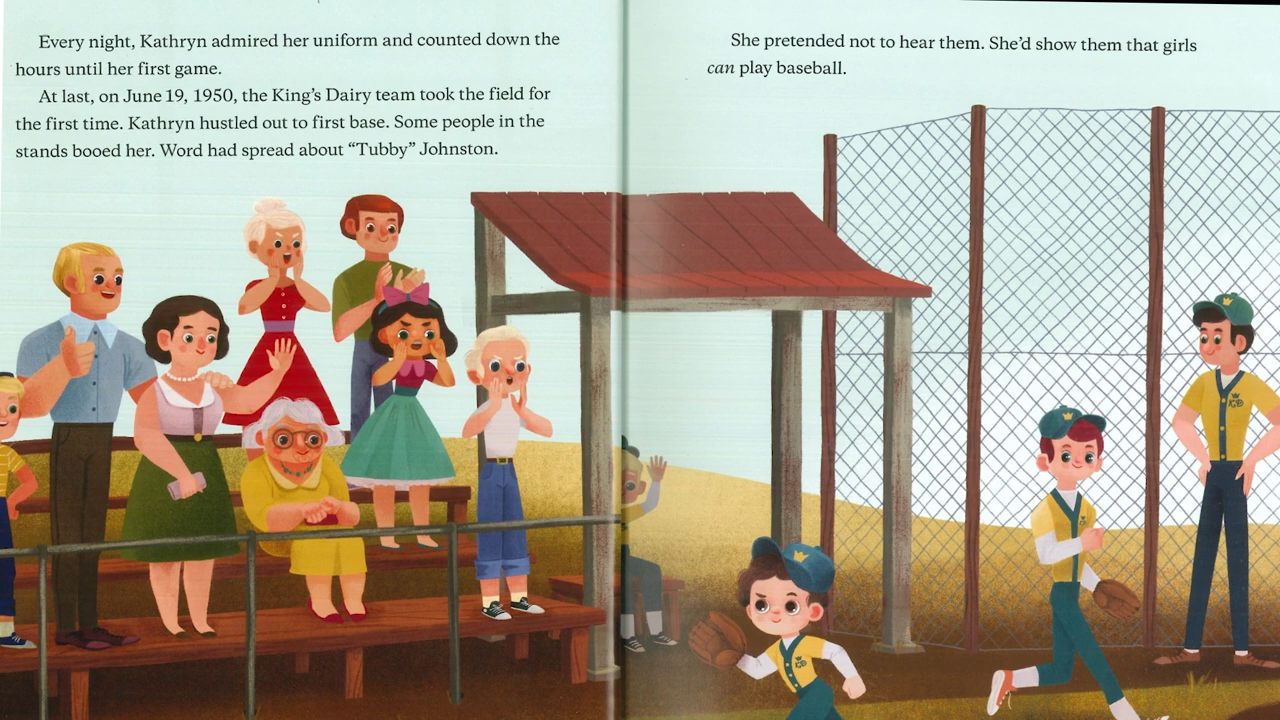 Every night, Kathryn admired her uniform and counted down the
hours until her first game.
At last, on June 19, 1950, the King's Dairy team took the field for
the first time. Kathryn hustled out to first base. Some people in the
stands booed her. Word had spread about “Tubby” Johnston.
She pretended not to hear them. She'd show them that girls
can play baseball.
KD
KD